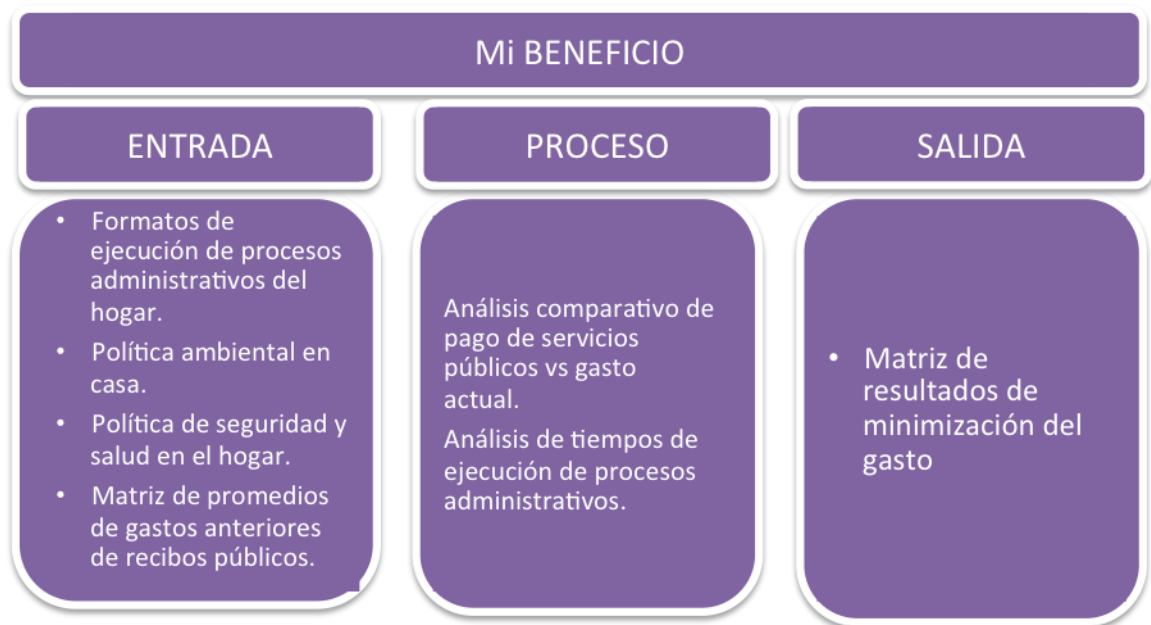 Mi BENEFICIO
ENTRADA
• Formatos de
ejecución de procesos
administrativos del
hogar.
• Política ambiental en
casa.
• Política de seguridad y
salud en el hogar.
• Matriz de promedios
de gastos anteriores
de recibos públicos.
PROCESO
Análisis comparativo de
pago de servicios
públicos vs gasto
actual.
Análisis de tiempos de
ejecución de procesos
administrativos.
SALIDA
• Matriz de
resultados de
minimización del
gasto